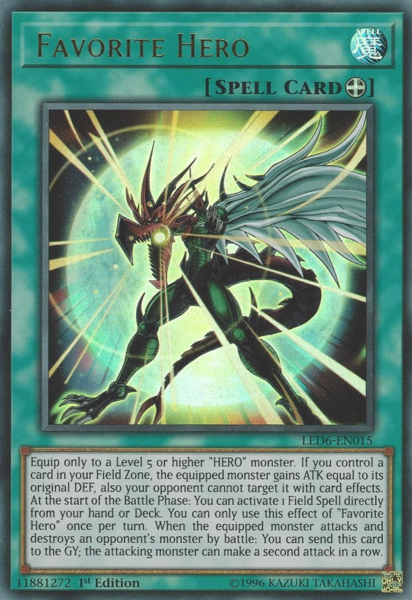 FAVORITE HERO
SPELL
魔
[SPELL CARD]
LED6-EN015
Equip only to a Level 5 or higher "HERO" monster. If you control a
card in your Field Zone, the equipped monster gains ATK equal to its
original DEF, also your opponent cannot target it with card effects.
At the start of the Battle Phase: You can activate 1 Field Spell directly
from your hand or Deck. You can only use this effect of "Favorite
Hero" once per turn. When the equipped monster attacks and
destroys an opponent's monster by battle: You can send this card
to the GY; the attacking monster can make a second attack in a row.
11881272 1st Edition ©1996 KAZUKI TAKAHASHI